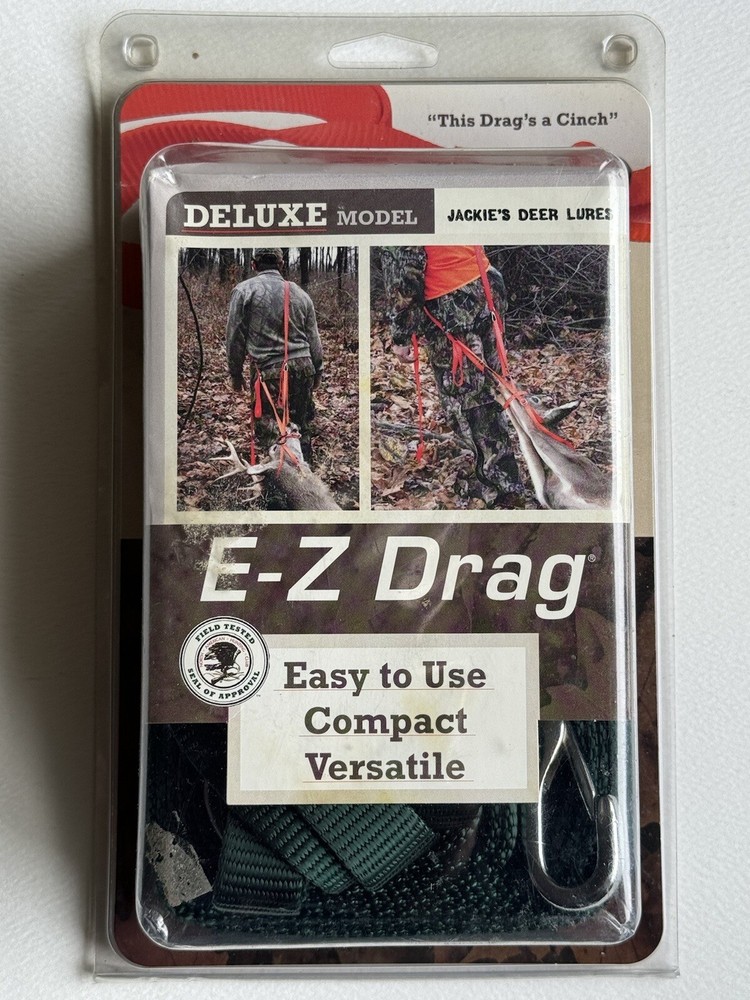 “This Drag’s a Cinch”
DELUXE MODEL
JACKIE'S DEER LURES
E-Z Drag®
FIELD TESTED
SEAL OF APPROVAL
Easy to Use
Compact
Versatile